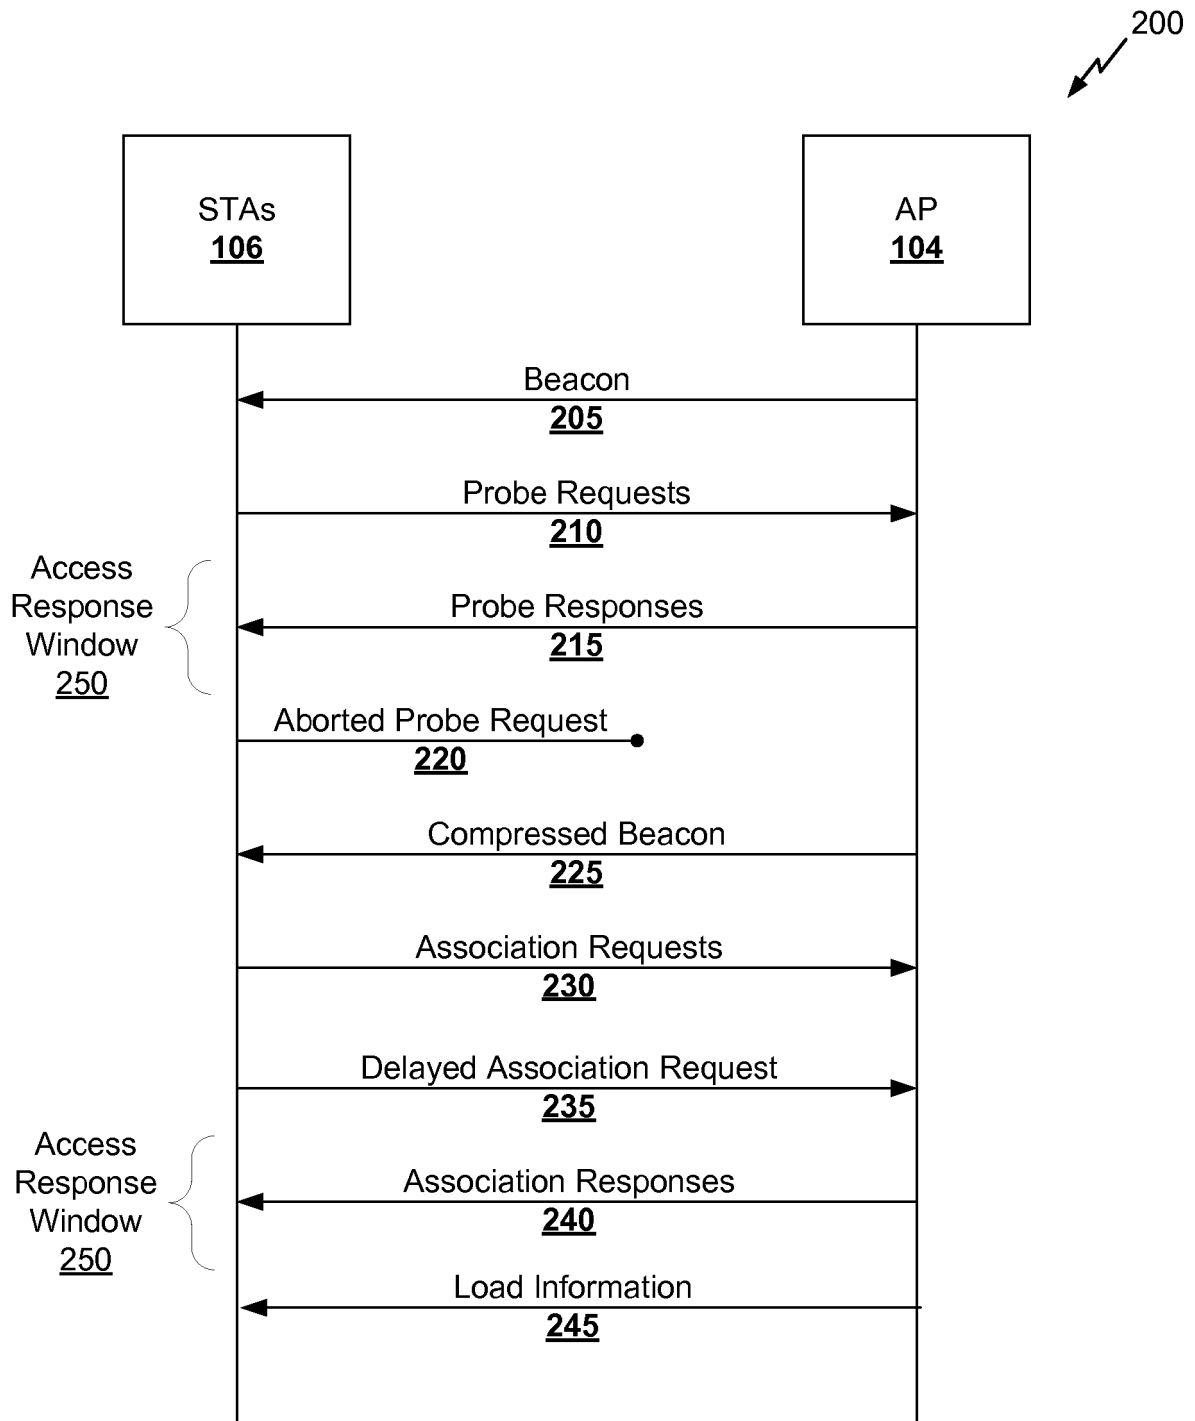 200
STAs
106
AP
104
Beacon
205
Probe Requests
210
Access
Response
Window
250
Probe Responses
215
Aborted Probe Request
220
Compressed Beacon
225
Association Requests
230
Delayed Association Request
235
Access
Response
Window
250
Association Responses
240
Load Information
245